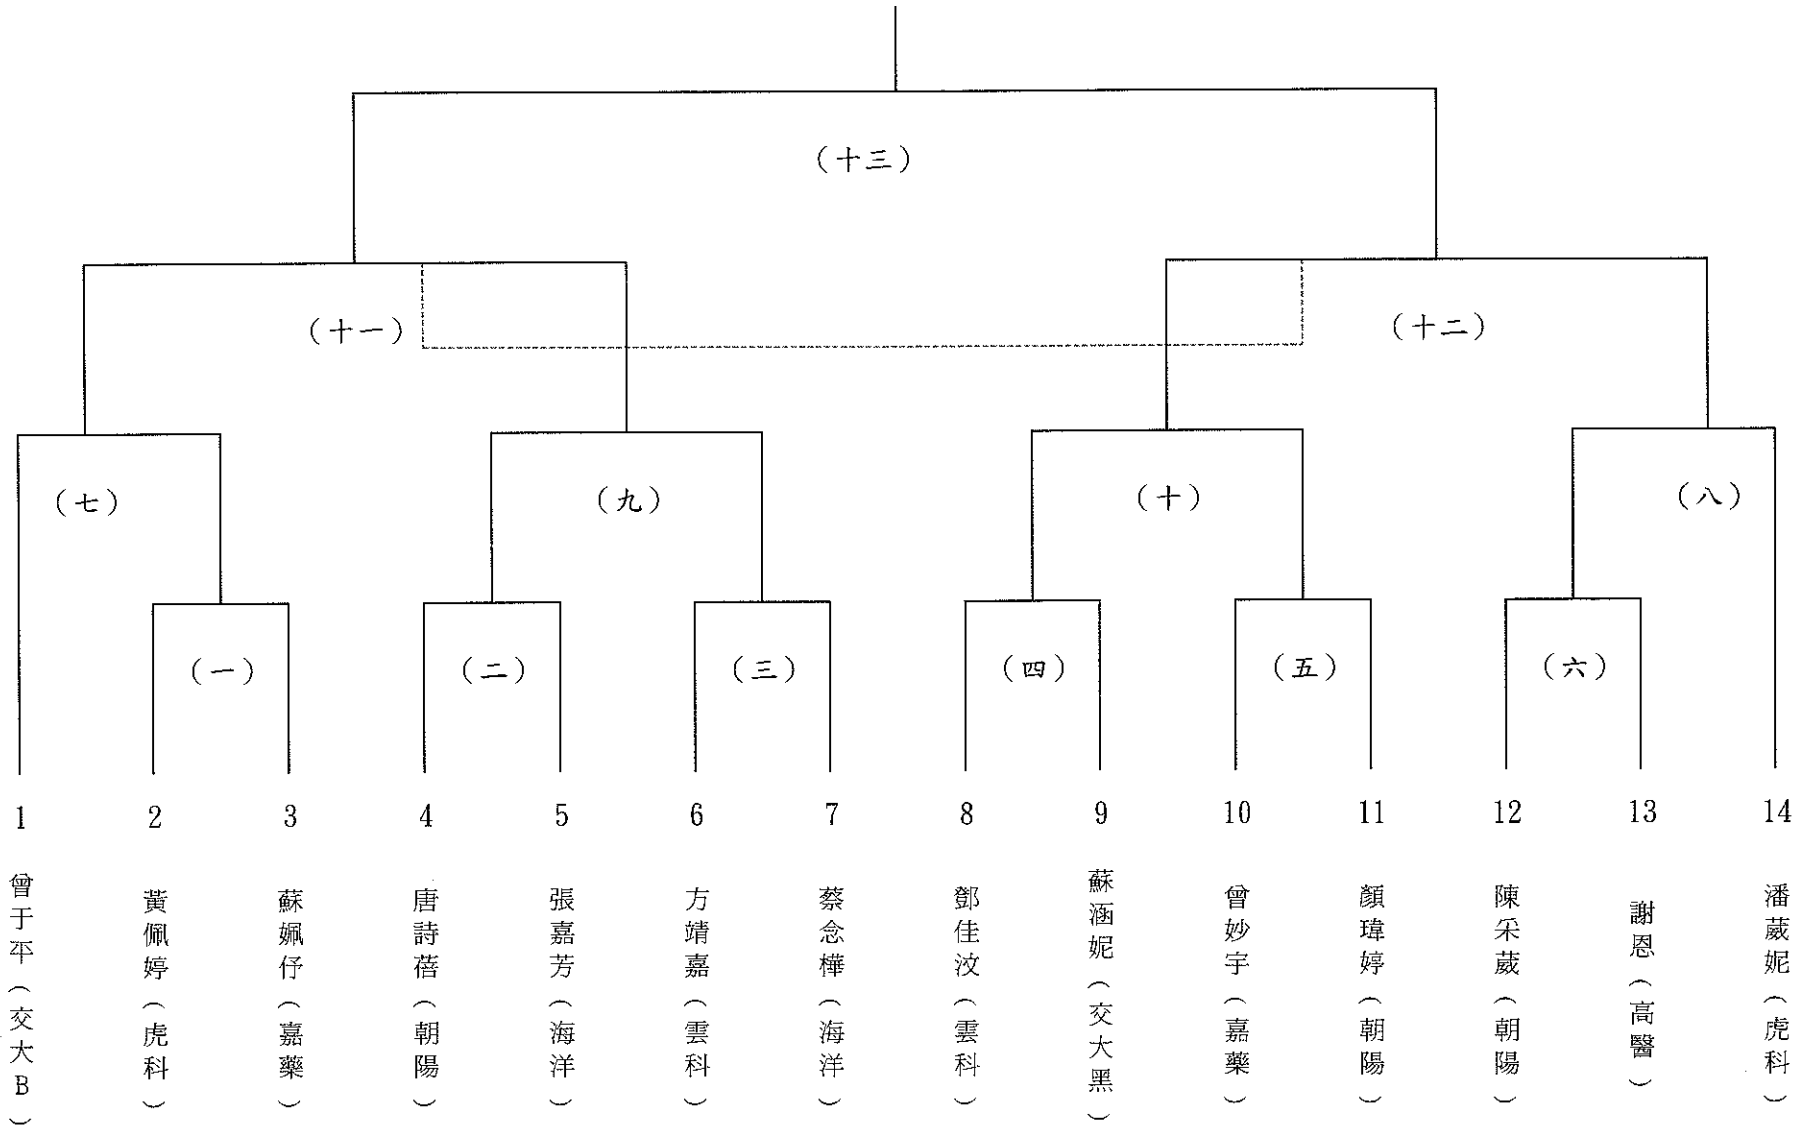 (十三)
(十一)
(十二)
(七)
(九)
(十)
(八)
(一)
(二)
(三)
(四)
(五)
(六)
1
2
3
4
5
6
7
8
9
10
11
12
13
14
曾于平(交大B)
黃佩婷(虎科)
蘇姵伃(嘉藥)
唐詩蓓(朝陽)
張嘉芳(海洋)
方靖嘉(雲科)
蔡念樺(海洋)
鄧佳汶(雲科)
蘇涵妮(交大黑)
曾妙宇(嘉藥)
顏瑋婷(朝陽)
陳采葳(朝陽)
謝恩(高醫)
潘葳妮(虎科)